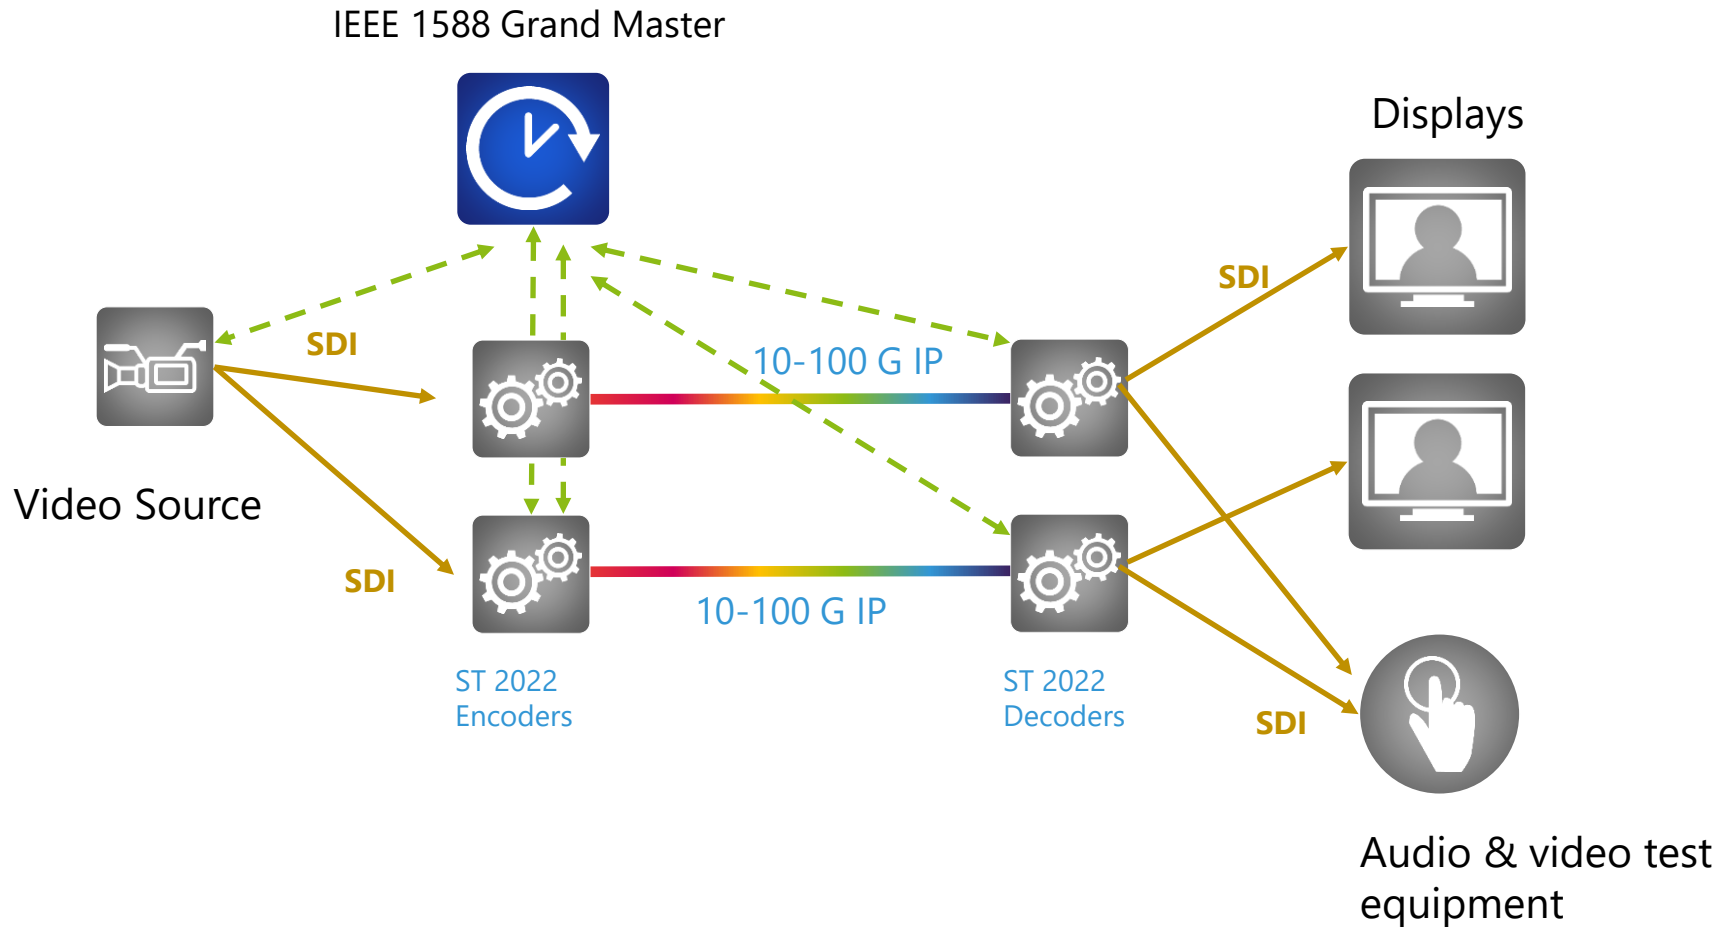 IEEE 1588 Grand Master
Displays
SDI
SDI
10-100 G IP
Video Source
SDI
10-100 G IP
ST 2022
Encoders
ST 2022
Decoders
SDI
Audio & video test
equipment